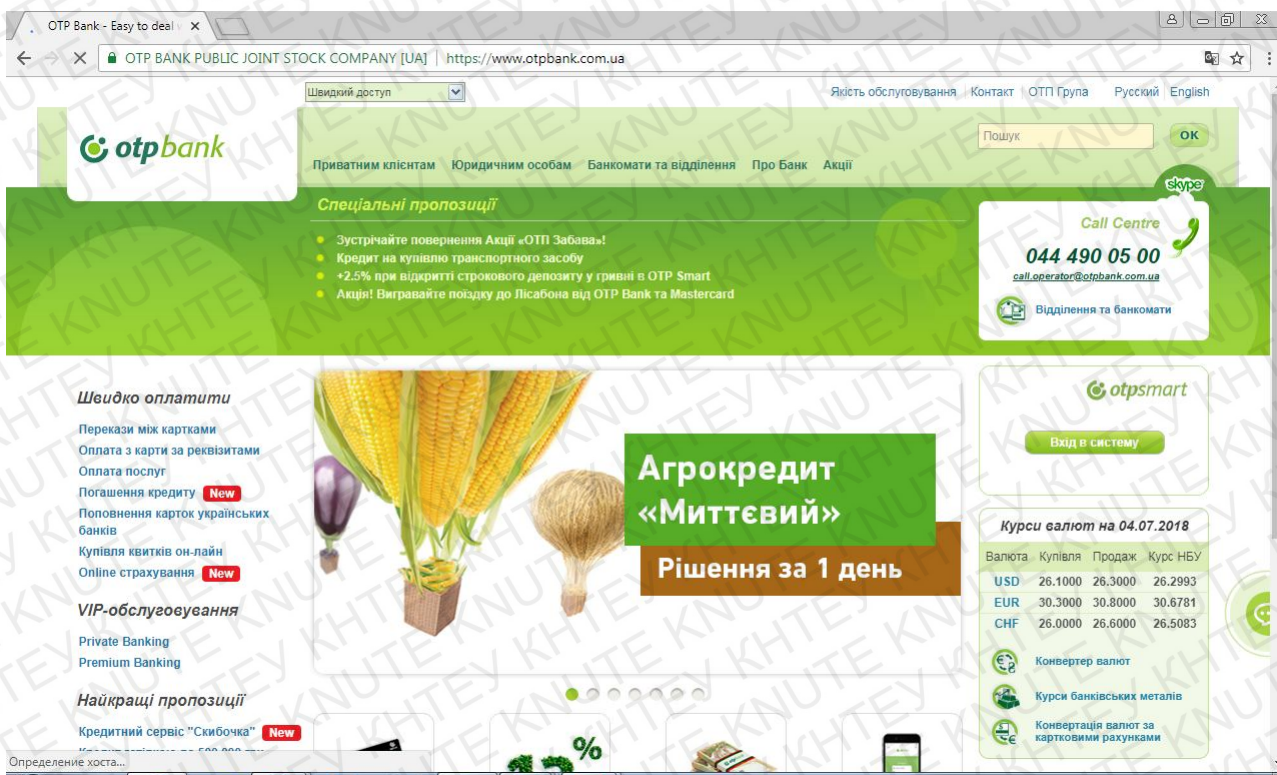 OTP Bank - Easy to deal w
OTP BANK PUBLIC JOINT STOCK COMPANY [UA] https://www.otpbank.com.ua
Швидкий доступ
Якість обслуговування Контакт ОТП Група Русский English
otpbank
Пошук
ОК
Приватним клієнтам Юридичним особам Банкомати та відділення Про Банк Акції
skype
Спеціальні пропозиції
Зустрічайте повернення Акції «ОТП Забава»!
Кредит на купівлю транспортного засобу
+2.5% при відкритті строкового депозиту у гривні в OTP Smart
Акція! Вигравайте поїздку до Лісабона від OTP Bank та Mastercard
Call Centre
044 490 05 00
call.operator@otpbank.com.ua
Відділення та банкомати
Швидко оплатити
Перекази між картками
Оплата з карти за реквізитами
Оплата послуг
Погашення кредиту New
Поповнення карток українських
банків
Купівля квитків он-лайн
Online страхування New
VIP-обслуговування
Private Banking
Premium Banking
Найкращі пропозиції
Кредитний сервіс "Скибочка" New
Агрокредит
«Миттєвий»
Рішення за 1 день
otpsmart
Вхід в систему
Курси валют на 04.07.2018
Валюта Купівля Продаж Курс НБУ
USD 26.1000 26.3000 26.2993
EUR 30.3000 30.8000 30.6781
CHF 26.0000 26.6000 26.5083
Конвертер валют
Курси банківських металів
Конвертація валют за
картковими рахунками
%
Определение хоста...